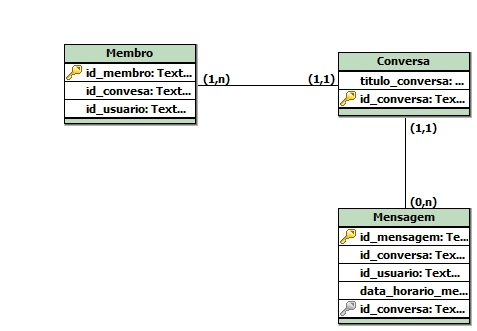 Membro
id_membro: Text...
id_convesa: Text...
id_usuario: Text...
(1,n)
(1,1)
Conversa
titulo_conversa: ...
id_conversa: Tex...
(1,1)
(0,n)
Mensagem
id_mensagem: Te...
id_conversa: Tex...
id_usuario: Text...
data_horario_me...
id_conversa: Tex...